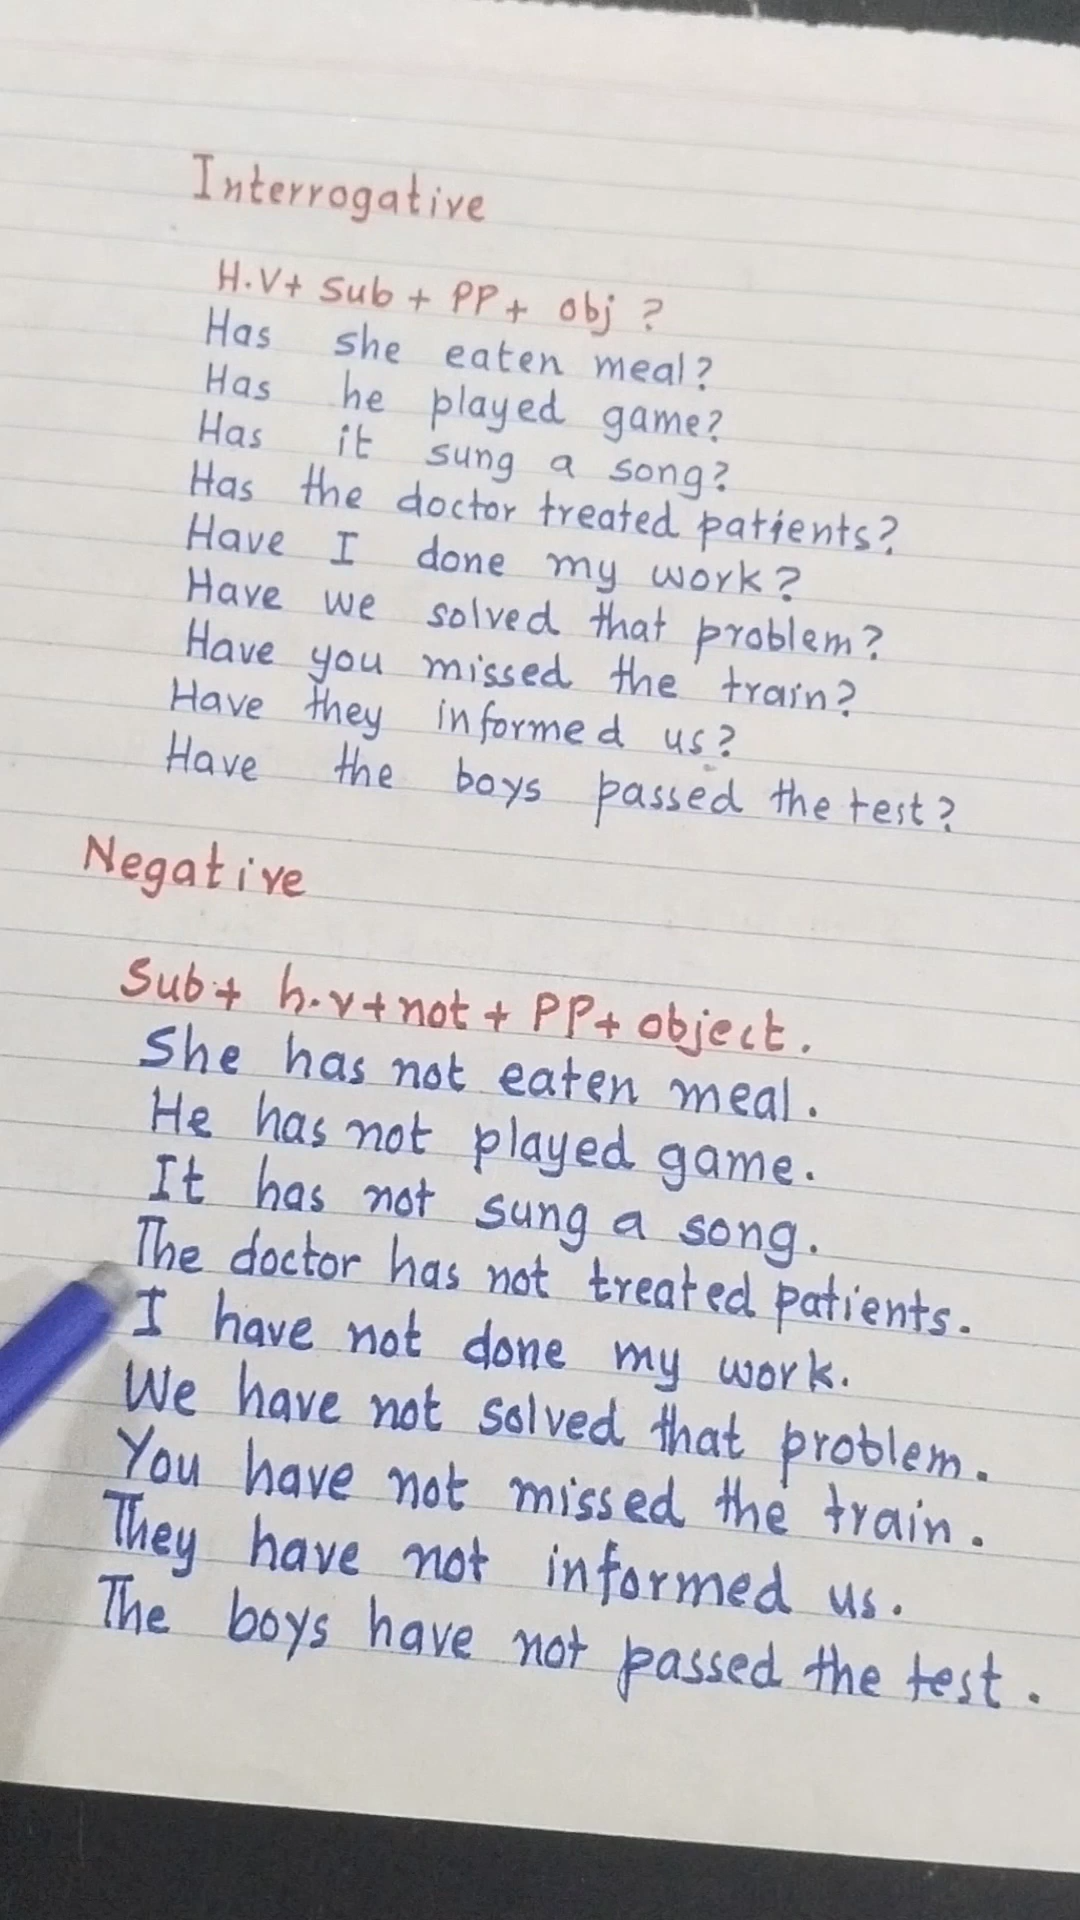 Interrogative
H.V+ Sub + PP + obj ?
Has she eaten meal?
Has he played game?
Has it sung a song?
Has the doctor treated patients?
Have I done my work?
Have we solved that problem?
Have you missed the train?
Have they informed us?
Have the boys passed the test?
Negative
Sub + h.v + not + PP + object.
She has not eaten meal.
He has not played game.
It has not sung a song.
The doctor has not treated patients.
I have not done my work.
We have not solved that problem.
You have not missed the train.
They have not informed us.
The boys have not passed the test.